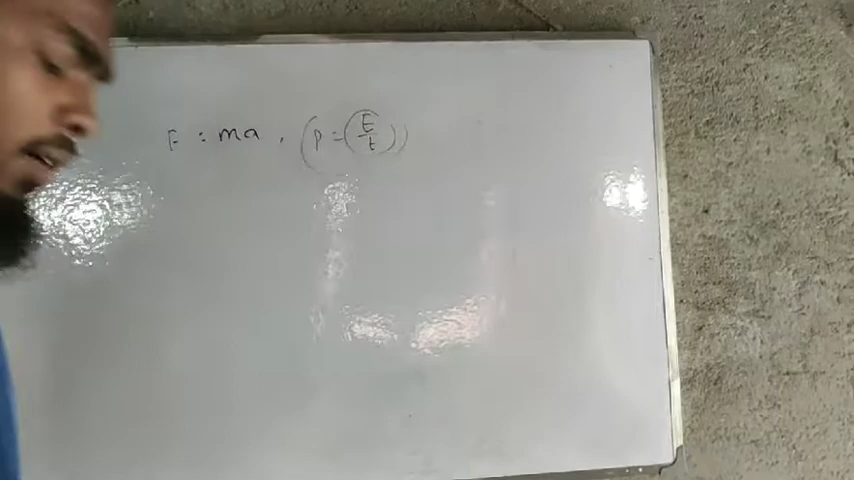 F = ma , (P = (E/t))